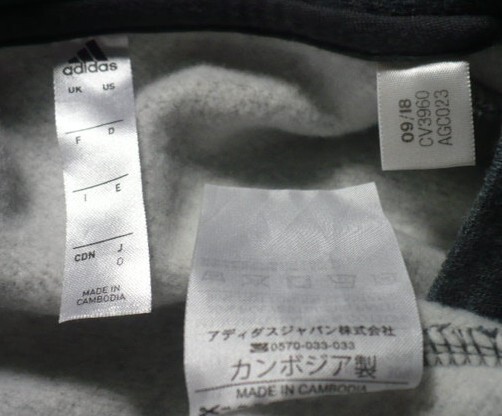 adidas
UK US
F D
I E
CDN J
O
MADE IN
CAMBODIA
09/18
CV3960
AGC023
アディダスジャパン株式会社
☎0570-033-033
カンボジア製
MADE IN CAMBODIA